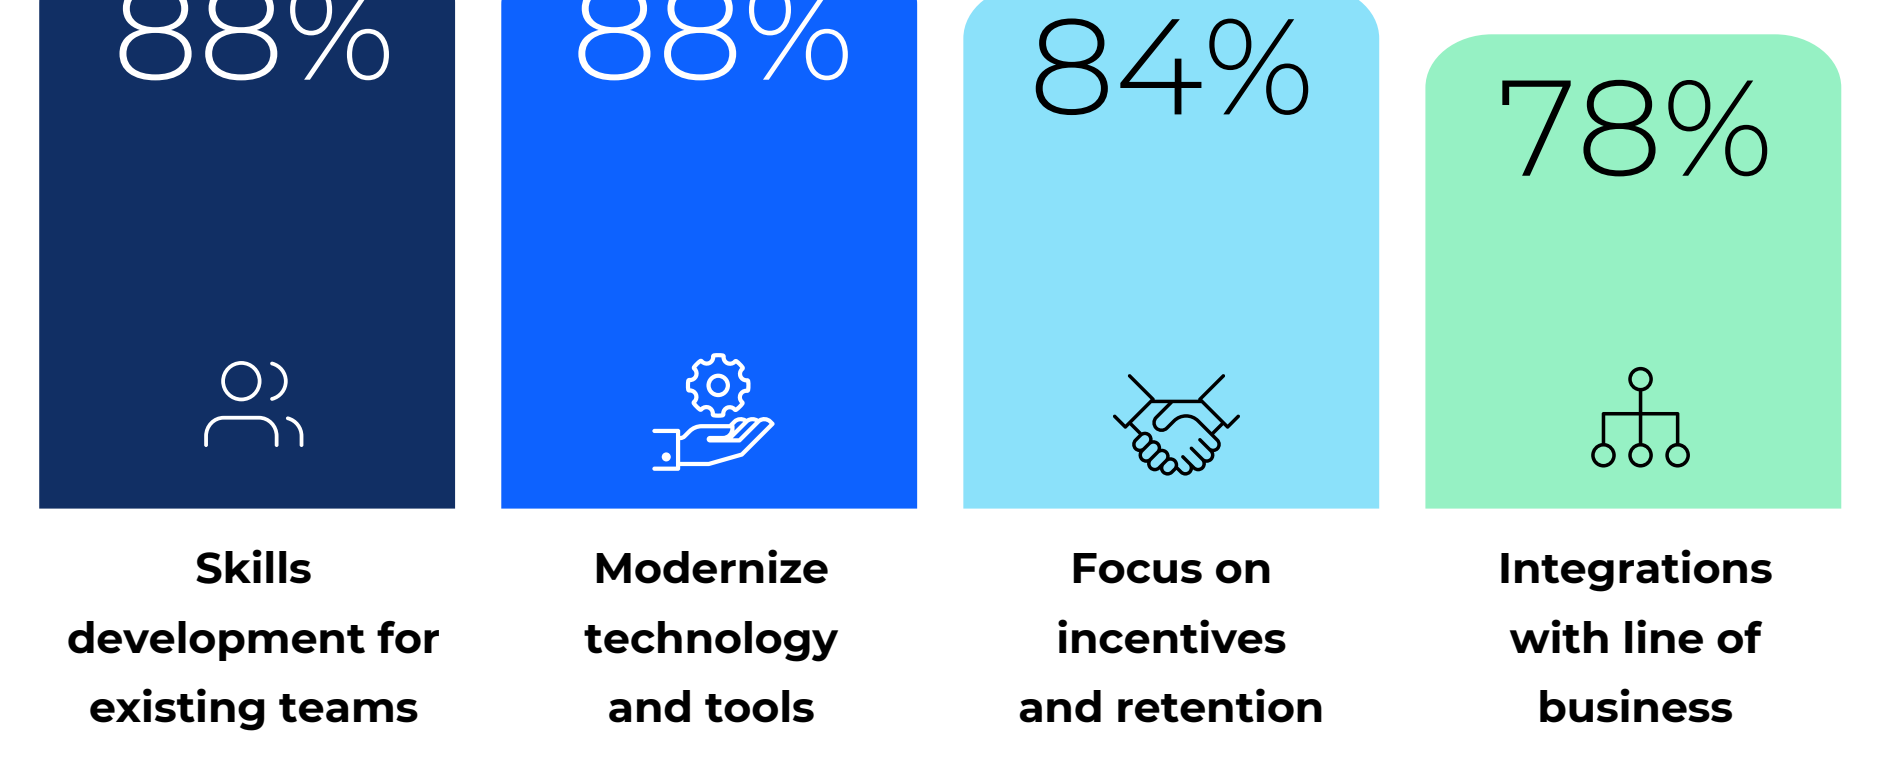 88%
88%
84%
78%
Skills
development for
existing teams
Modernize
technology
and tools
Focus on
incentives
and retention
Integrations
with line of
business